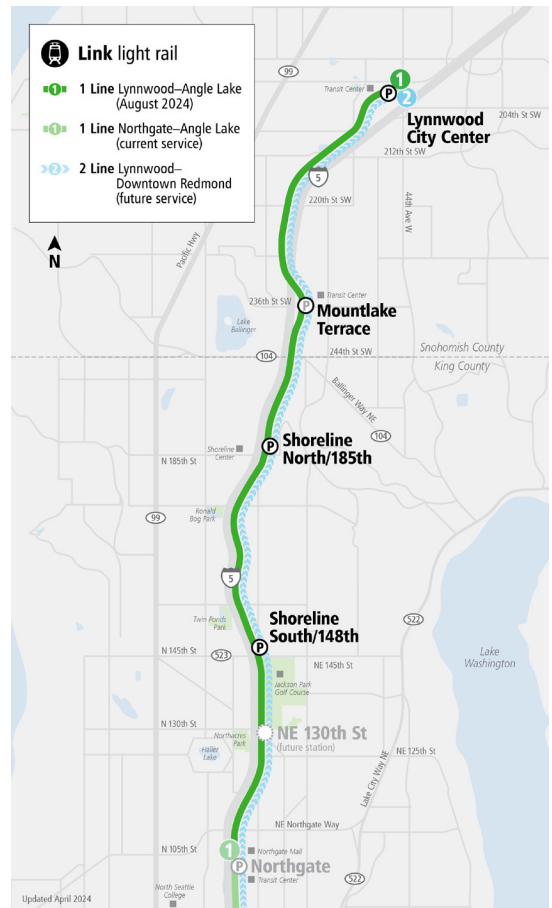 Link light rail
1
1 Line Lynnwood–Angle Lake
(August 2024)
1
1 Line Northgate–Angle Lake
(current service)
2
2 Line Lynnwood–
Downtown Redmond
(future service)
N
99
Transit Center
1
P
2
Lynnwood
City Center
204th St SW
212th St SW
5
220th St SW
44th Ave W
Pacific Hwy
236th St SW
Transit Center
P
Mountlake
Terrace
Lake
Ballinger
104
244th St SW
Snohomish County
King County
Ballinger Way NE
104
Shoreline
Center
P
Shoreline
North/185th
N 185th St
Ronald
Bog Park
99
5
Twin Ponds
Park
Shoreline
South/148th
P
522
N 145th St
523
NE 145th St
Lake
Washington
Jackson Park
Golf Course
N 130th St
Northacres
Park
NE 130th St
(future station)
Haller
Lake
NE 125th St
Lake City Way NE
NE Northgate Way
N 105th St
1
Northgate Mall
P
Northgate
Transit Center
522
North Seattle
College
Updated April 2024